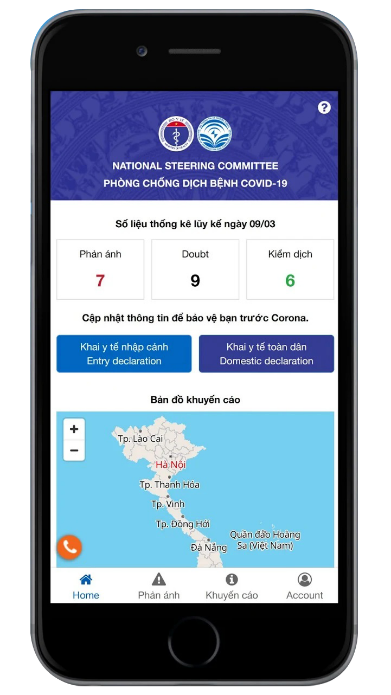 ?
NATIONAL STEERING COMMITTEE
PHÒNG CHỐNG DỊCH BỆNH COVID-19
Số liệu thống kê lũy kế ngày 09/03
Phản ánh
7
Doubt
9
Kiểm dịch
6
Cập nhật thông tin để bảo vệ bạn trước Corona.
Khai y tế nhập cảnh
Entry declaration
Khai y tế toàn dân
Domestic declaration
Bản đồ khuyến cáo
+
−
Tp. Lào Cai
Hà Nội
Tp. Thanh Hóa
Tp. Vinh
Tp. Đồng Hới
Đà Nẵng
Quần đảo Hoàng
Sa (Việt Nam)
Home
Phản ánh
Khuyến cáo
Account